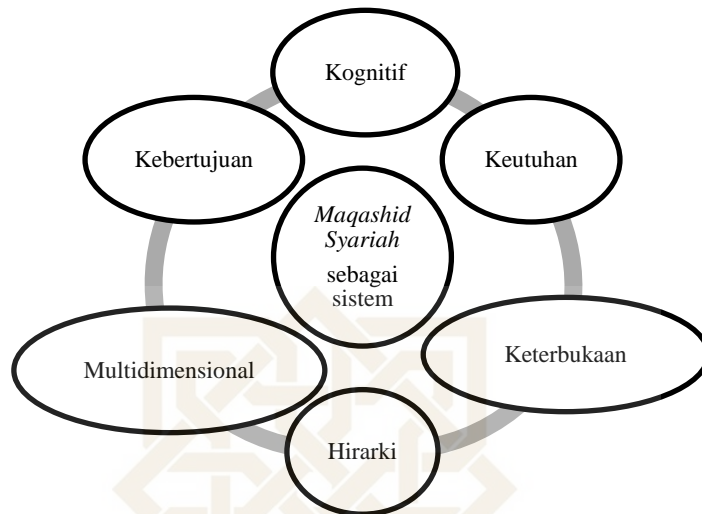 Kognitif
Kebertujuan
Keutuhan
Maqashid
Syariah
sebagai
sistem
Multidimensional
Keterbukaan
Hirarki